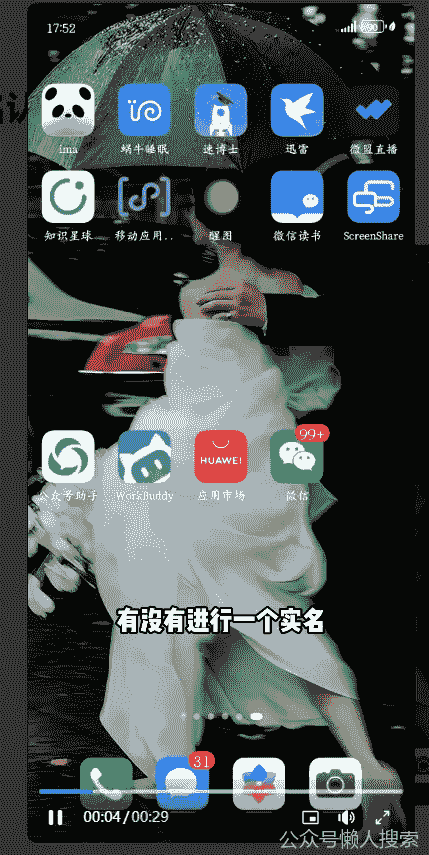 17:52
90
ima
蜗牛睡眠
速博士
迅雷
微盟直播
知识星球
移动应用..
醒图
微信读书
ScreenShare
HUAWEI
99+
公众号助手
WorkBuddy
应用市场
微信
有没有进行一个实名
31
00:04/00:29
公众号懒人搜索